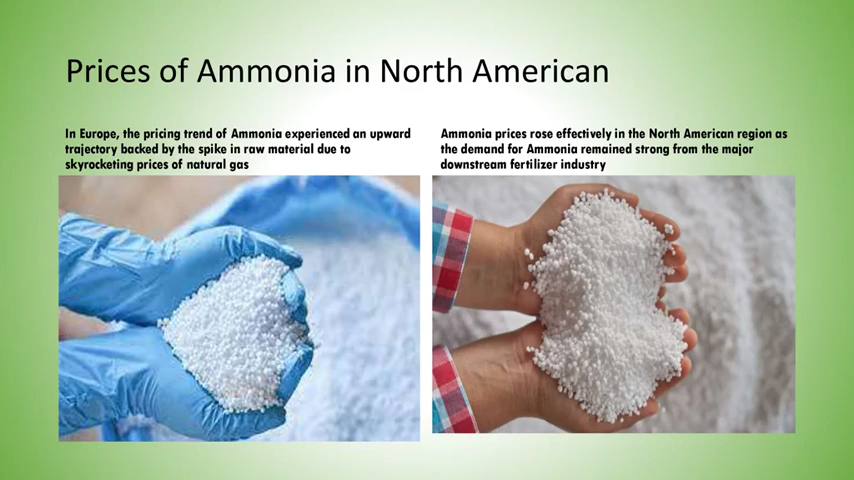 Prices of Ammonia in North American
In Europe, the pricing trend of Ammonia experienced an upward
trajectory backed by the spike in raw material due to
skyrocketing prices of natural gas
Ammonia prices rose effectively in the North American region as
the demand for Ammonia remained strong from the major
downstream fertilizer industry